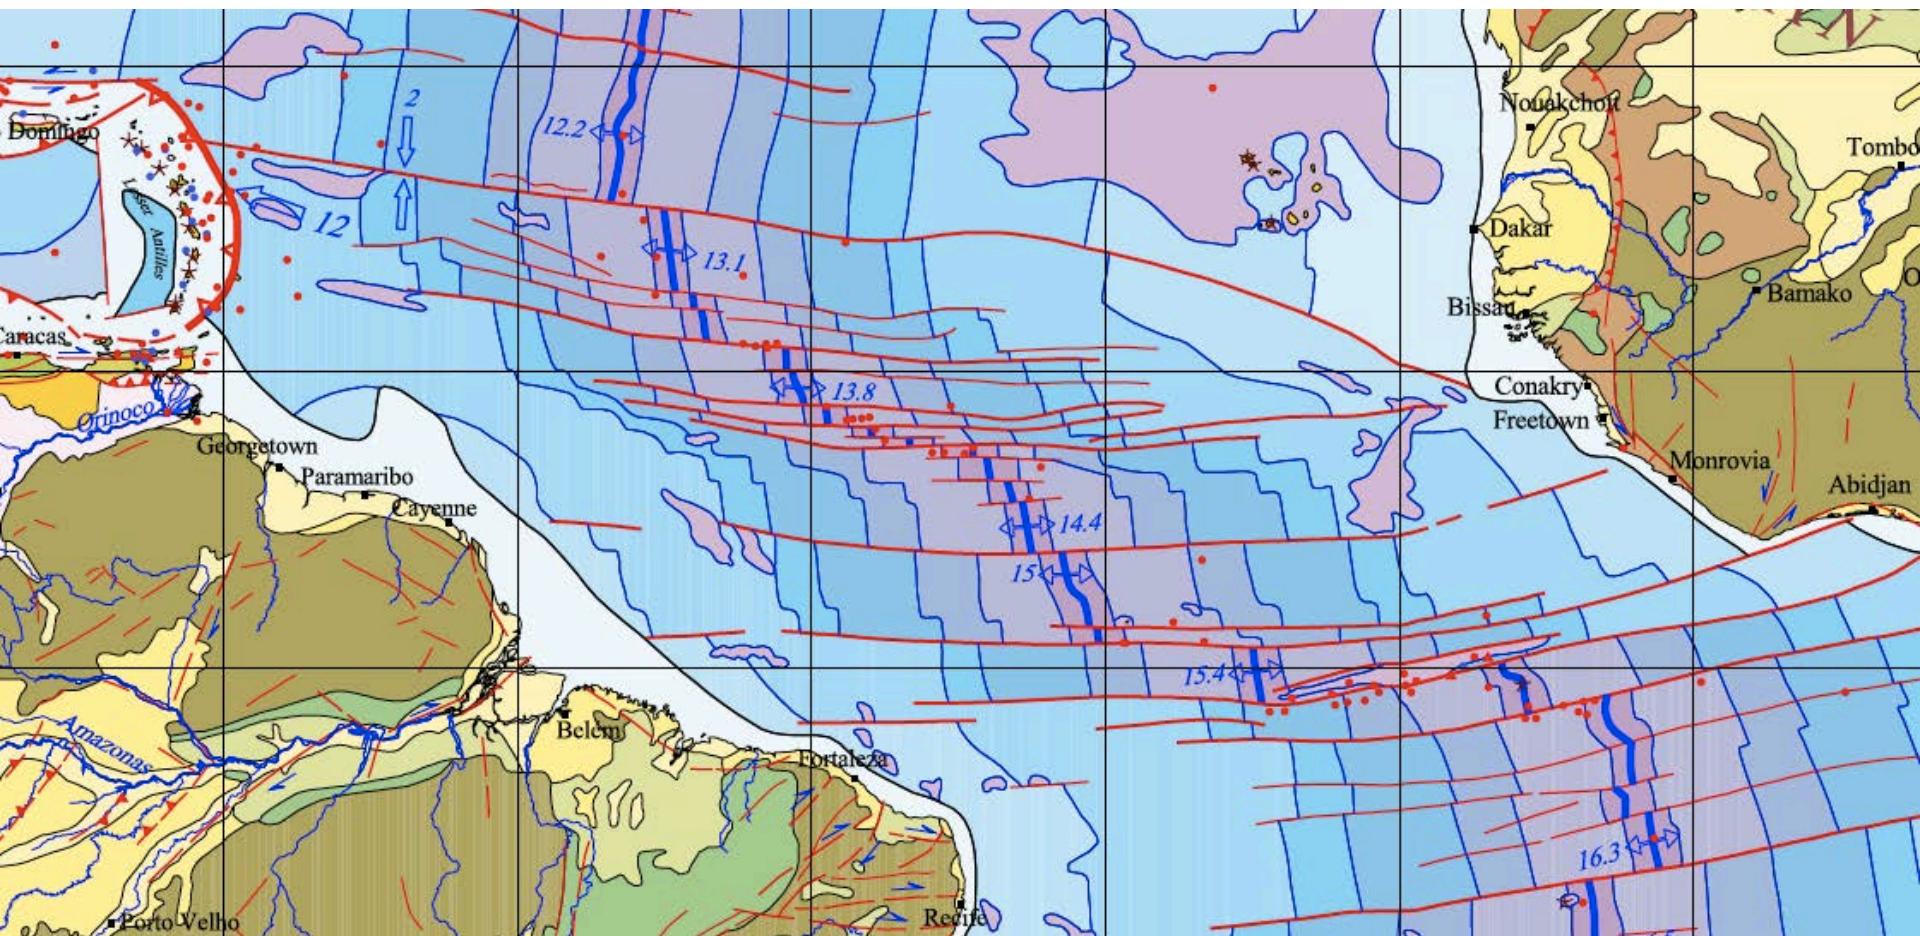 Nouakchott
Domingo
Tombo
2
12.2
Lesser
Antilles
12
Dakar
13.1
Bamako
Bissau
Caracas
Conakry
13.8
Orinoco
Freetown
Georgetown
Monrovia
Paramaribo
Abidjan
Cayenne
14.4
15
15.4
Amazonas
Belém
Fortaleza
16.3
Recife
Porto Velho